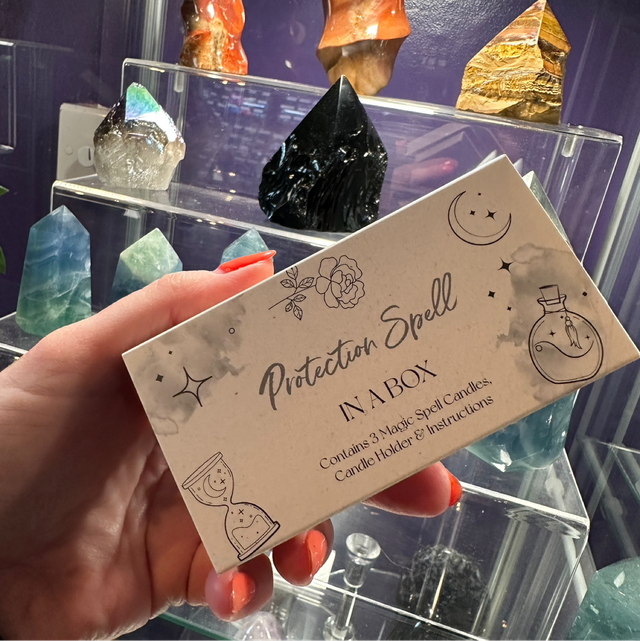 Protection Spell
IN A BOX
Contains 3 Magic Spell Candles,
Candle Holder & Instructions